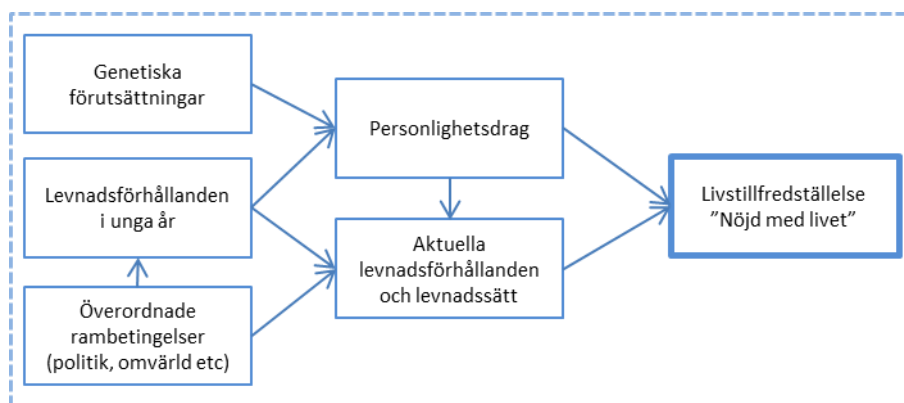 Genetiska
förutsättningar
Personlighetsdrag
Levnadsförhållanden
i unga år
Livstillfredställelse
”Nöjd med livet”
Aktuella
levnadsförhållanden
och levnadssätt
Överordnade
rambetingelser
(politik, omvärld etc)